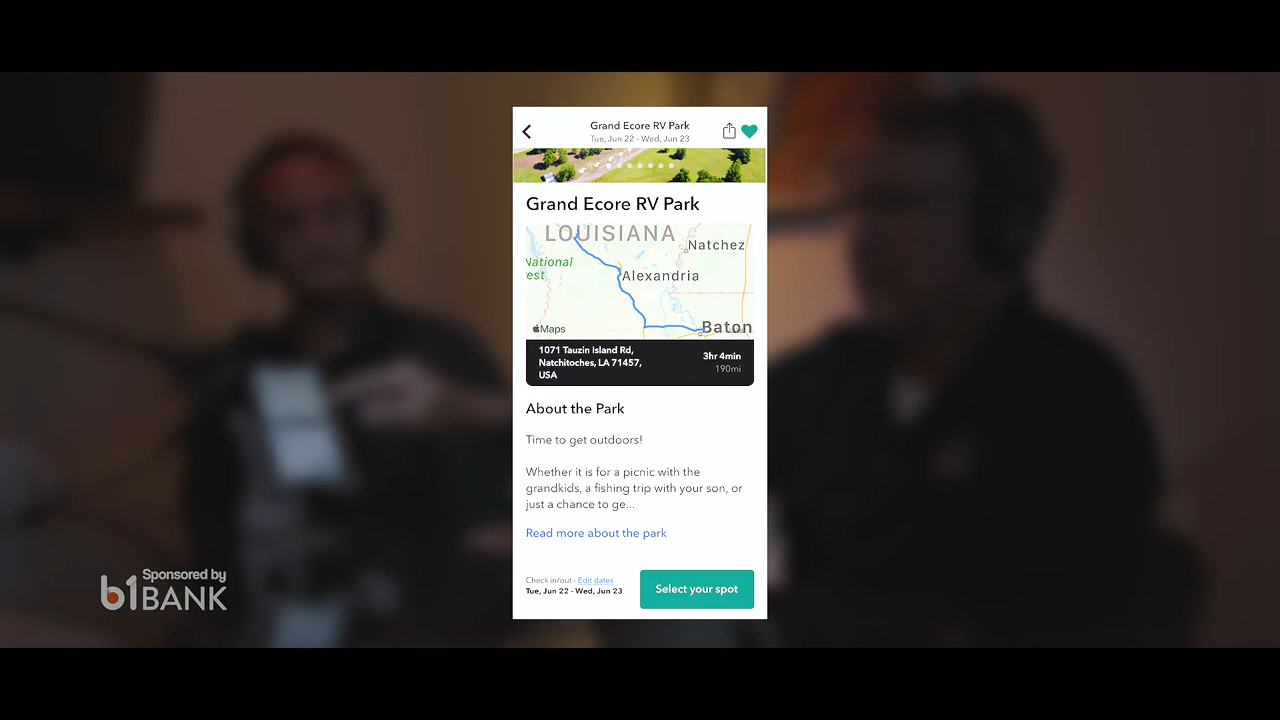 Grand Ecore RV Park
Tue, Jun 22 - Wed, Jun 23
Grand Ecore RV Park
LOUISIANA
Natchez
National
est
Alexandria
Baton
Maps
1071 Tauzin Island Rd,
Natchitoches, LA 71457,
USA
3hr 4min
190mi
About the Park
Time to get outdoors!
Whether it is for a picnic with the
grandkids, a fishing trip with your son, or
just a chance to ge...
Read more about the park
Check in/out - Edit dates
Tue, Jun 22 - Wed, Jun 23
Select your spot
Sponsored by
b1BANK